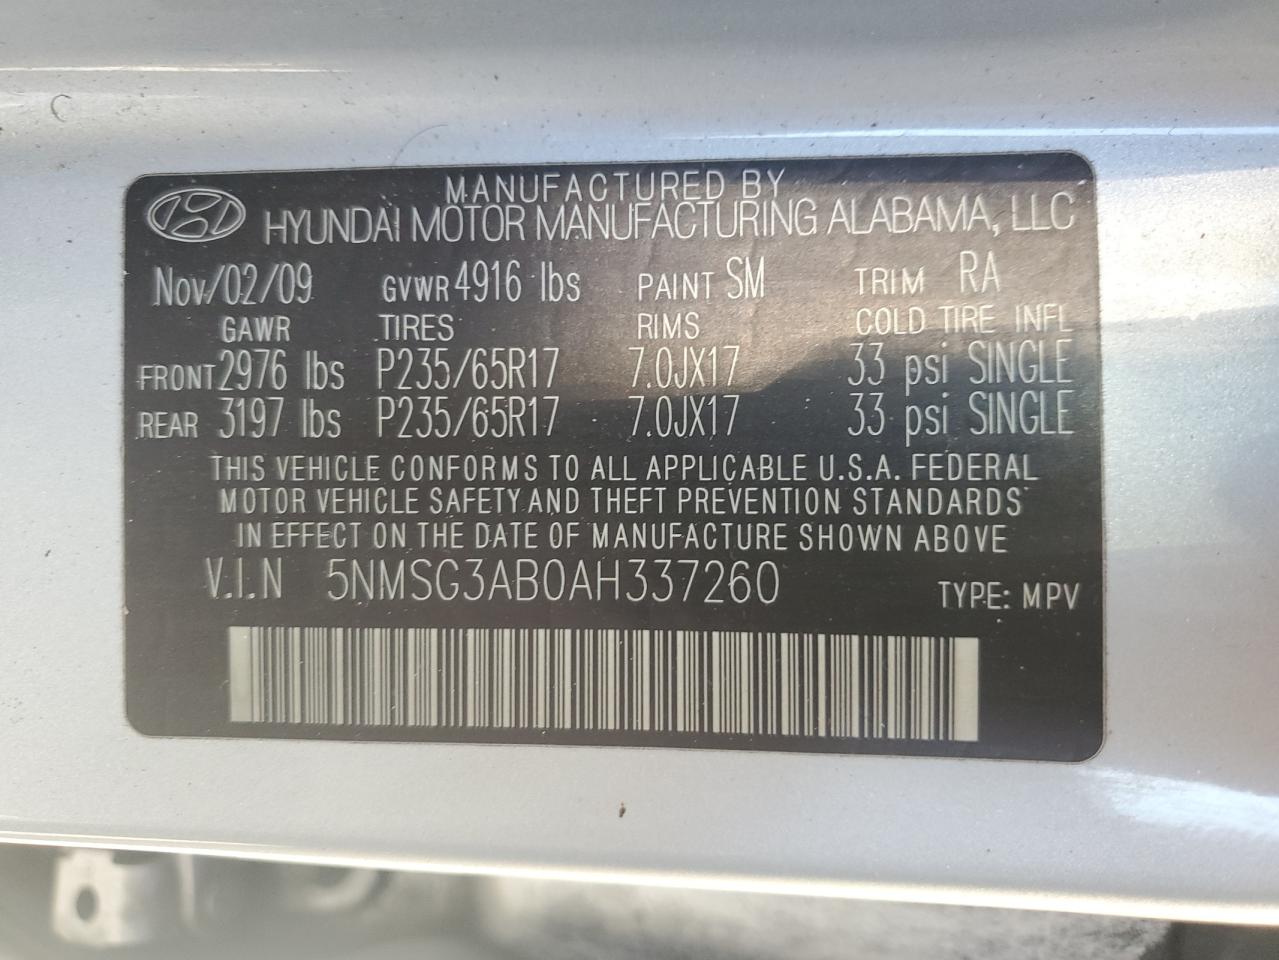 MANUFACTURED BY
HYUNDAI MOTOR MANUFACTURING ALABAMA, LLC
Nov/02/09 GVWR 4916 lbs PAINT SM TRIM RA
GAWR TIRES RIMS COLD TIRE INFL
FRONT 2976 lbs P235/65R17 7.0JX17 33 psi SINGLE
REAR 3197 lbs P235/65R17 7.0JX17 33 psi SINGLE
THIS VEHICLE CONFORMS TO ALL APPLICABLE U.S.A. FEDERAL
MOTOR VEHICLE SAFETY AND THEFT PREVENTION STANDARDS
IN EFFECT ON THE DATE OF MANUFACTURE SHOWN ABOVE
V.I.N 5NMSG3AB0AH337260 TYPE: MPV